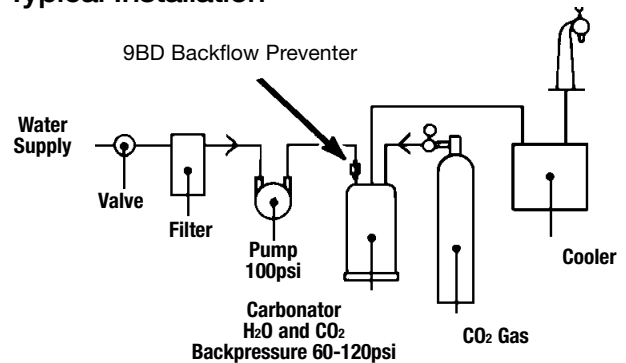 Typical Installation
9BD Backflow Preventer
Water
Supply
Valve
Filter
Pump
100psi
Carbonator
H2O and CO2
Backpressure 60-120psi
CO2 Gas
Cooler